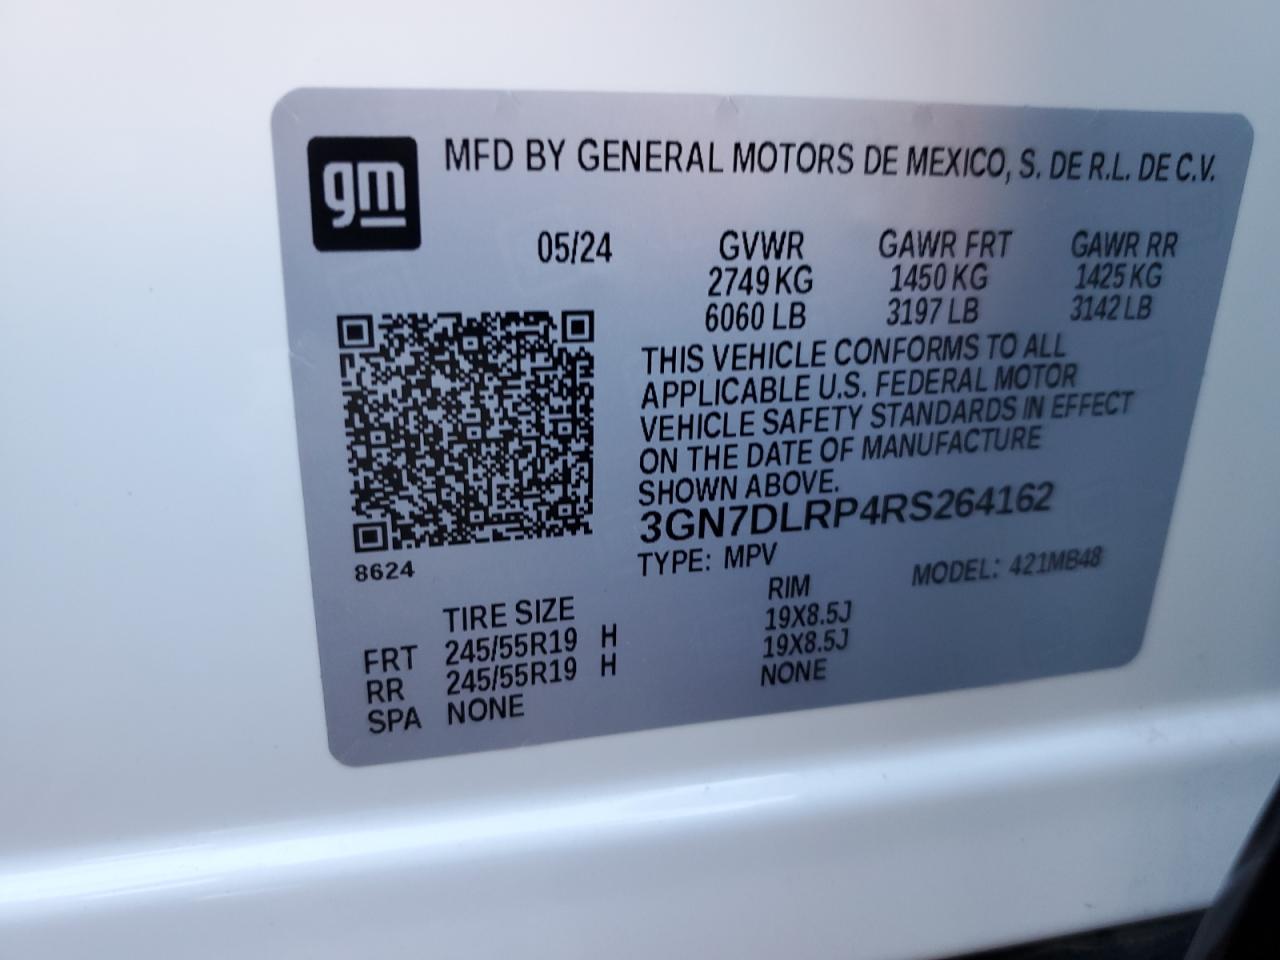 gm
MFD BY GENERAL MOTORS DE MEXICO, S. DE R.L. DE C.V.
05/24 GVWR GAWR FRT GAWR RR
2749 KG 1450 KG 1425 KG
6060 LB 3197 LB 3142 LB
THIS VEHICLE CONFORMS TO ALL
APPLICABLE U.S. FEDERAL MOTOR
VEHICLE SAFETY STANDARDS IN EFFECT
ON THE DATE OF MANUFACTURE
SHOWN ABOVE.
3GN7DLRP4RS264162
8624
TYPE: MPV MODEL: 421MB48
TIRE SIZE RIM
FRT 245/55R19 H 19X8.5J
RR 245/55R19 H 19X8.5J
SPA NONE NONE